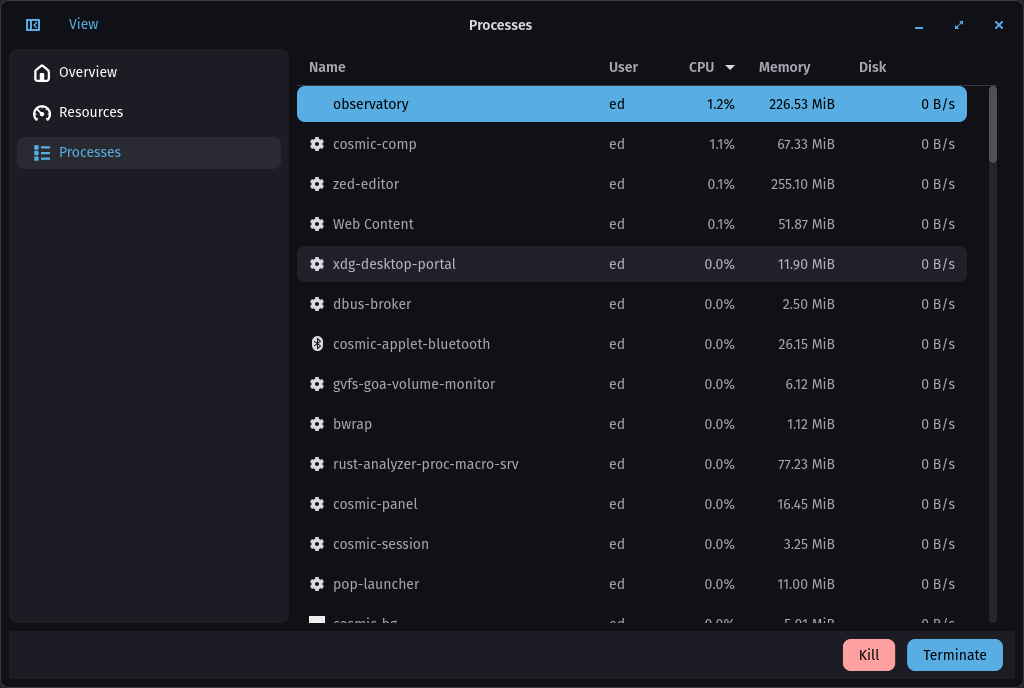 View Processes
Overview
Resources
Processes
Name User CPU Memory Disk
observatory ed 1.2% 226.53 MiB 0 B/s
cosmic-comp ed 1.1% 67.33 MiB 0 B/s
zed-editor ed 0.1% 255.10 MiB 0 B/s
Web Content ed 0.1% 51.87 MiB 0 B/s
xdg-desktop-portal ed 0.0% 11.90 MiB 0 B/s
dbus-broker ed 0.0% 2.50 MiB 0 B/s
cosmic-applet-bluetooth ed 0.0% 26.15 MiB 0 B/s
gvfs-goa-volume-monitor ed 0.0% 6.12 MiB 0 B/s
bwrap ed 0.0% 1.12 MiB 0 B/s
rust-analyzer-proc-macro-srv ed 0.0% 77.23 MiB 0 B/s
cosmic-panel ed 0.0% 16.45 MiB 0 B/s
cosmic-session ed 0.0% 3.25 MiB 0 B/s
pop-launcher ed 0.0% 11.00 MiB 0 B/s
cosmic-bg ed 0.0% MiB 0 B/s
Kill Terminate